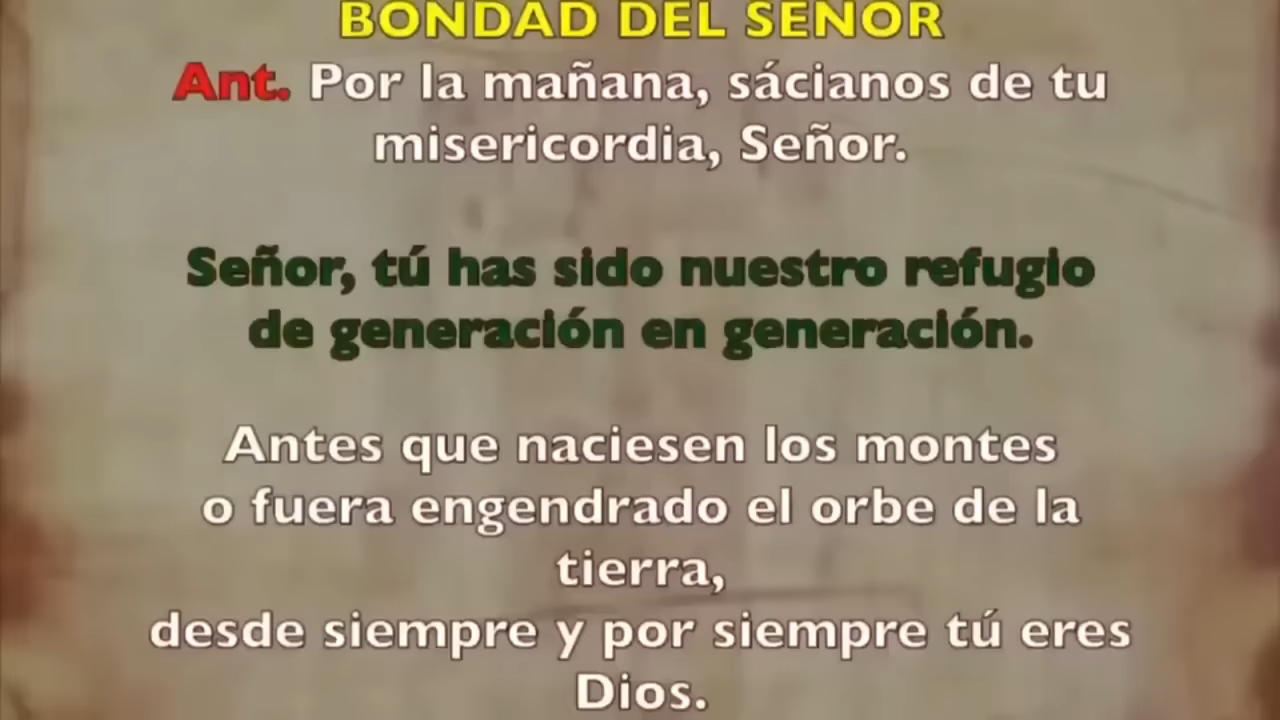 BONDAD DEL SEÑOR
Ant. Por la mañana, sácianos de tu
misericordia, Señor.
Señor, tú has sido nuestro refugio
de generación en generación.
Antes que naciesen los montes
o fuera engendrado el orbe de la
tierra,
desde siempre y por siempre tú eres
Dios.